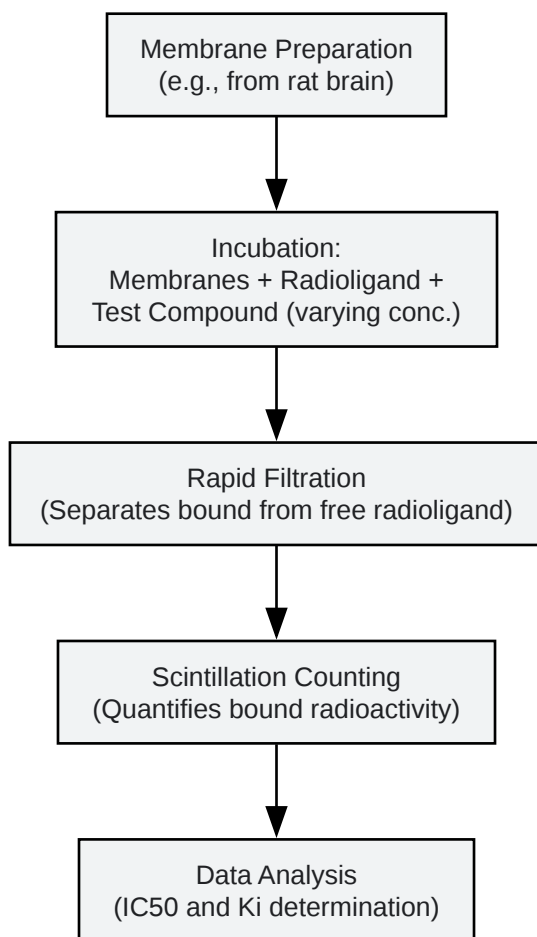 Membrane Preparation
(e.g., from rat brain)
Incubation:
Membranes + Radioligand +
Test Compound (varying conc.)
Rapid Filtration
(Separates bound from free radioligand)
Scintillation Counting
(Quantifies bound radioactivity)
Data Analysis
(IC50 and Ki determination)